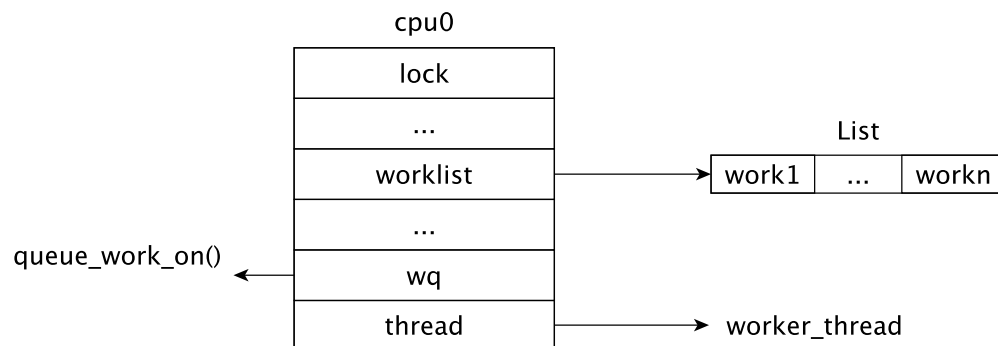 cpu0
lock
...
List
worklist
work1 ... workn
...
queue_work_on()
wq
thread
worker_thread